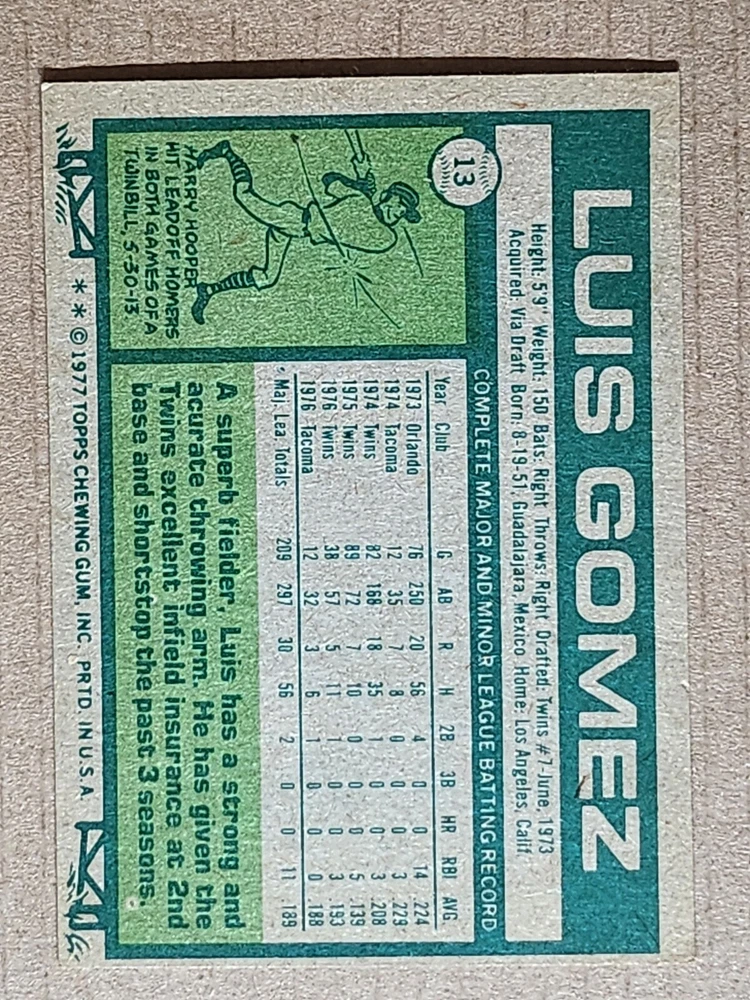 13
LUIS GOMEZ
Height: 5'9" Weight: 150 Bats: Right Throws: Right Drafted: Twins #7-June, 1973
Acquired: Via Draft Born: 8-19-51, Guadalajara, Mexico Home: Los Angeles, Calif.
COMPLETE MAJOR AND MINOR LEAGUE BATTING RECORD
Year Club G AB R H 2B 3B HR RBI AVG.
1973 Orlando 76 250 20 56 4 0 0 14 .224
1974 Tacoma 12 35 7 8 0 0 0 3 .229
1974 Twins 82 168 18 35 1 0 0 3 .208
1975 Twins 89 72 7 10 0 0 0 5 .139
1976 Twins 38 57 5 11 1 0 0 3 .193
1976 Tacoma 12 32 3 6 1 0 0 0 .188
Maj. Lea. Totals 209 297 30 56 2 0 0 11 .189
HARRY HOOPER
HIT LEADOFF HOMERS
IN BOTH GAMES OF A
TWINBILL, 5-30-13.
A superb fielder, Luis has a strong and
acurate throwing arm. He has given the
Twins excellent infield insurance at 2nd
base and shortstop the past 3 seasons.
* * © 1977 TOPPS CHEWING GUM, INC. PRTD. IN U.S.A.